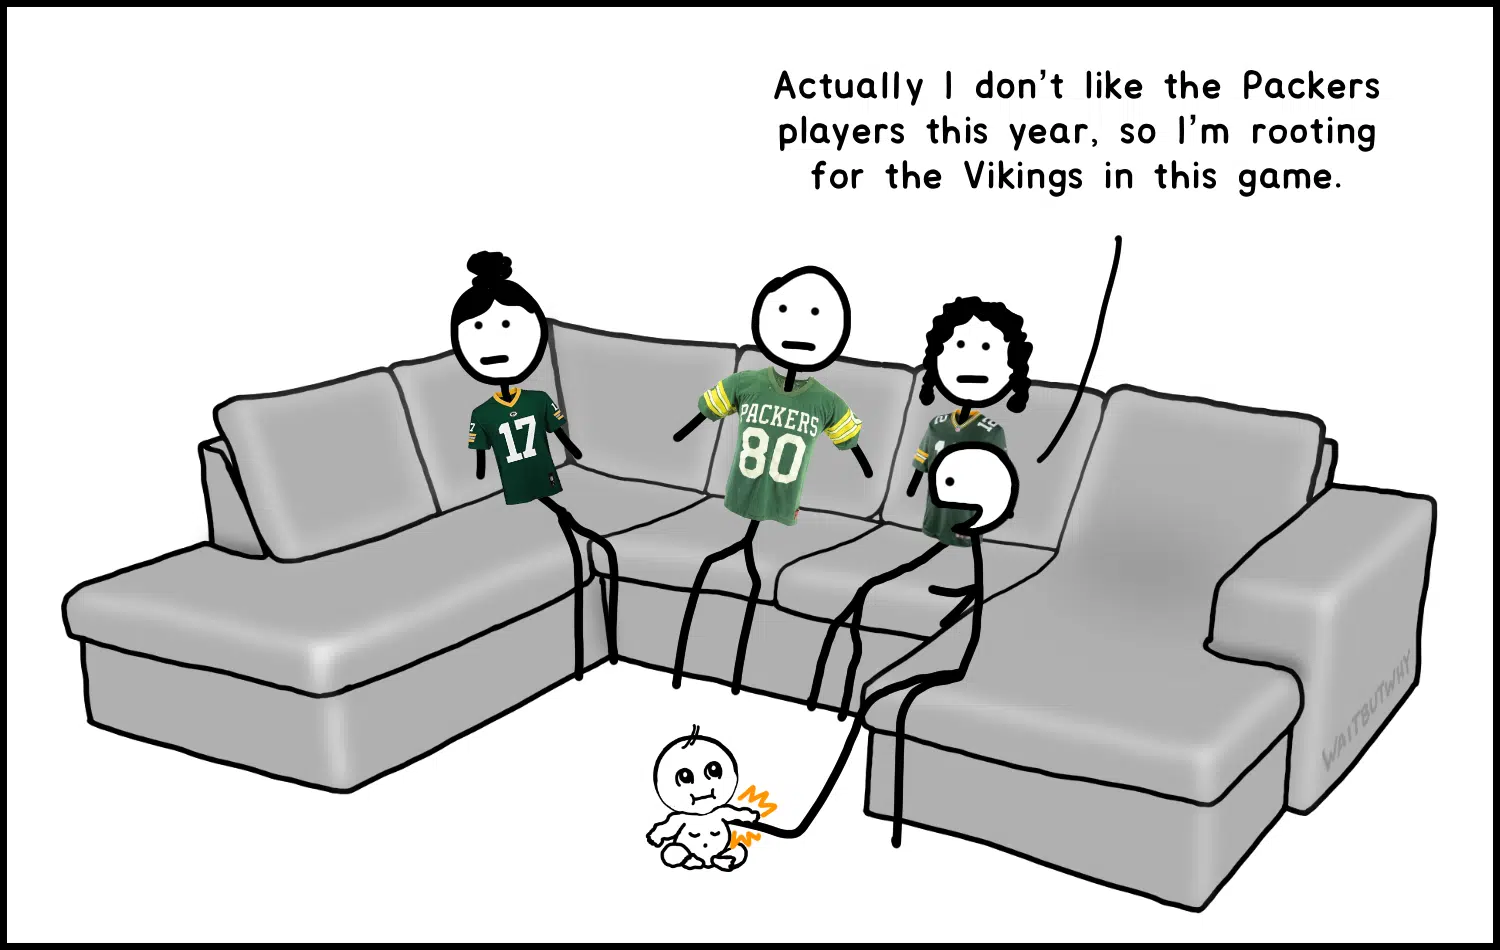 Actually I don't like the Packers
players this year, so I'm rooting
for the Vikings in this game.
17
PACKERS
80
WAITBUTWHY